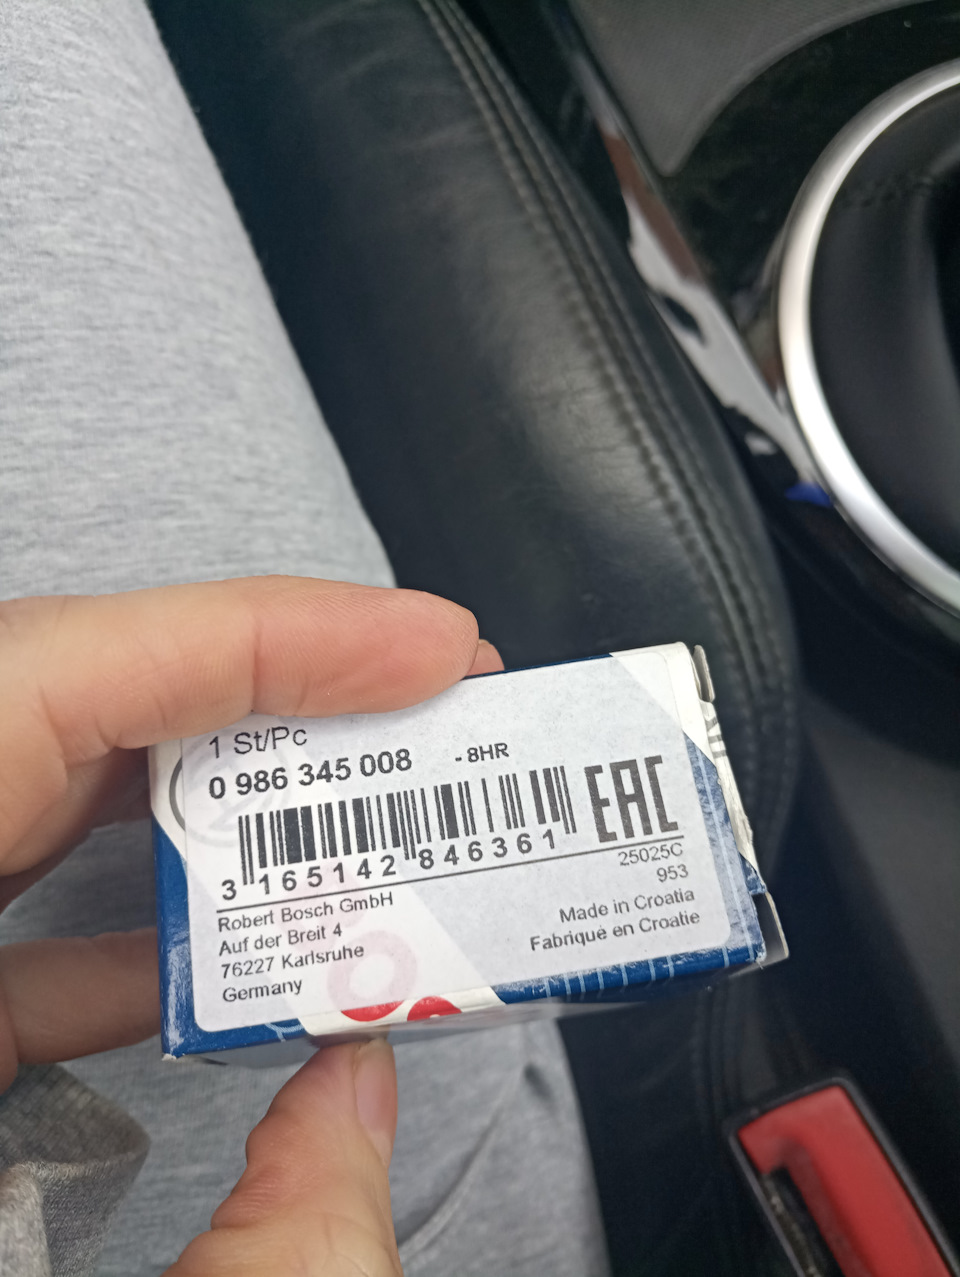 1 St/Pc
0 986 345 008 - 8HR
EAC
3 165142 846361
25025C
953
Robert Bosch GmbH
Auf der Breit 4
76227 Karlsruhe
Germany
Made in Croatia
Fabriqué en Croatie